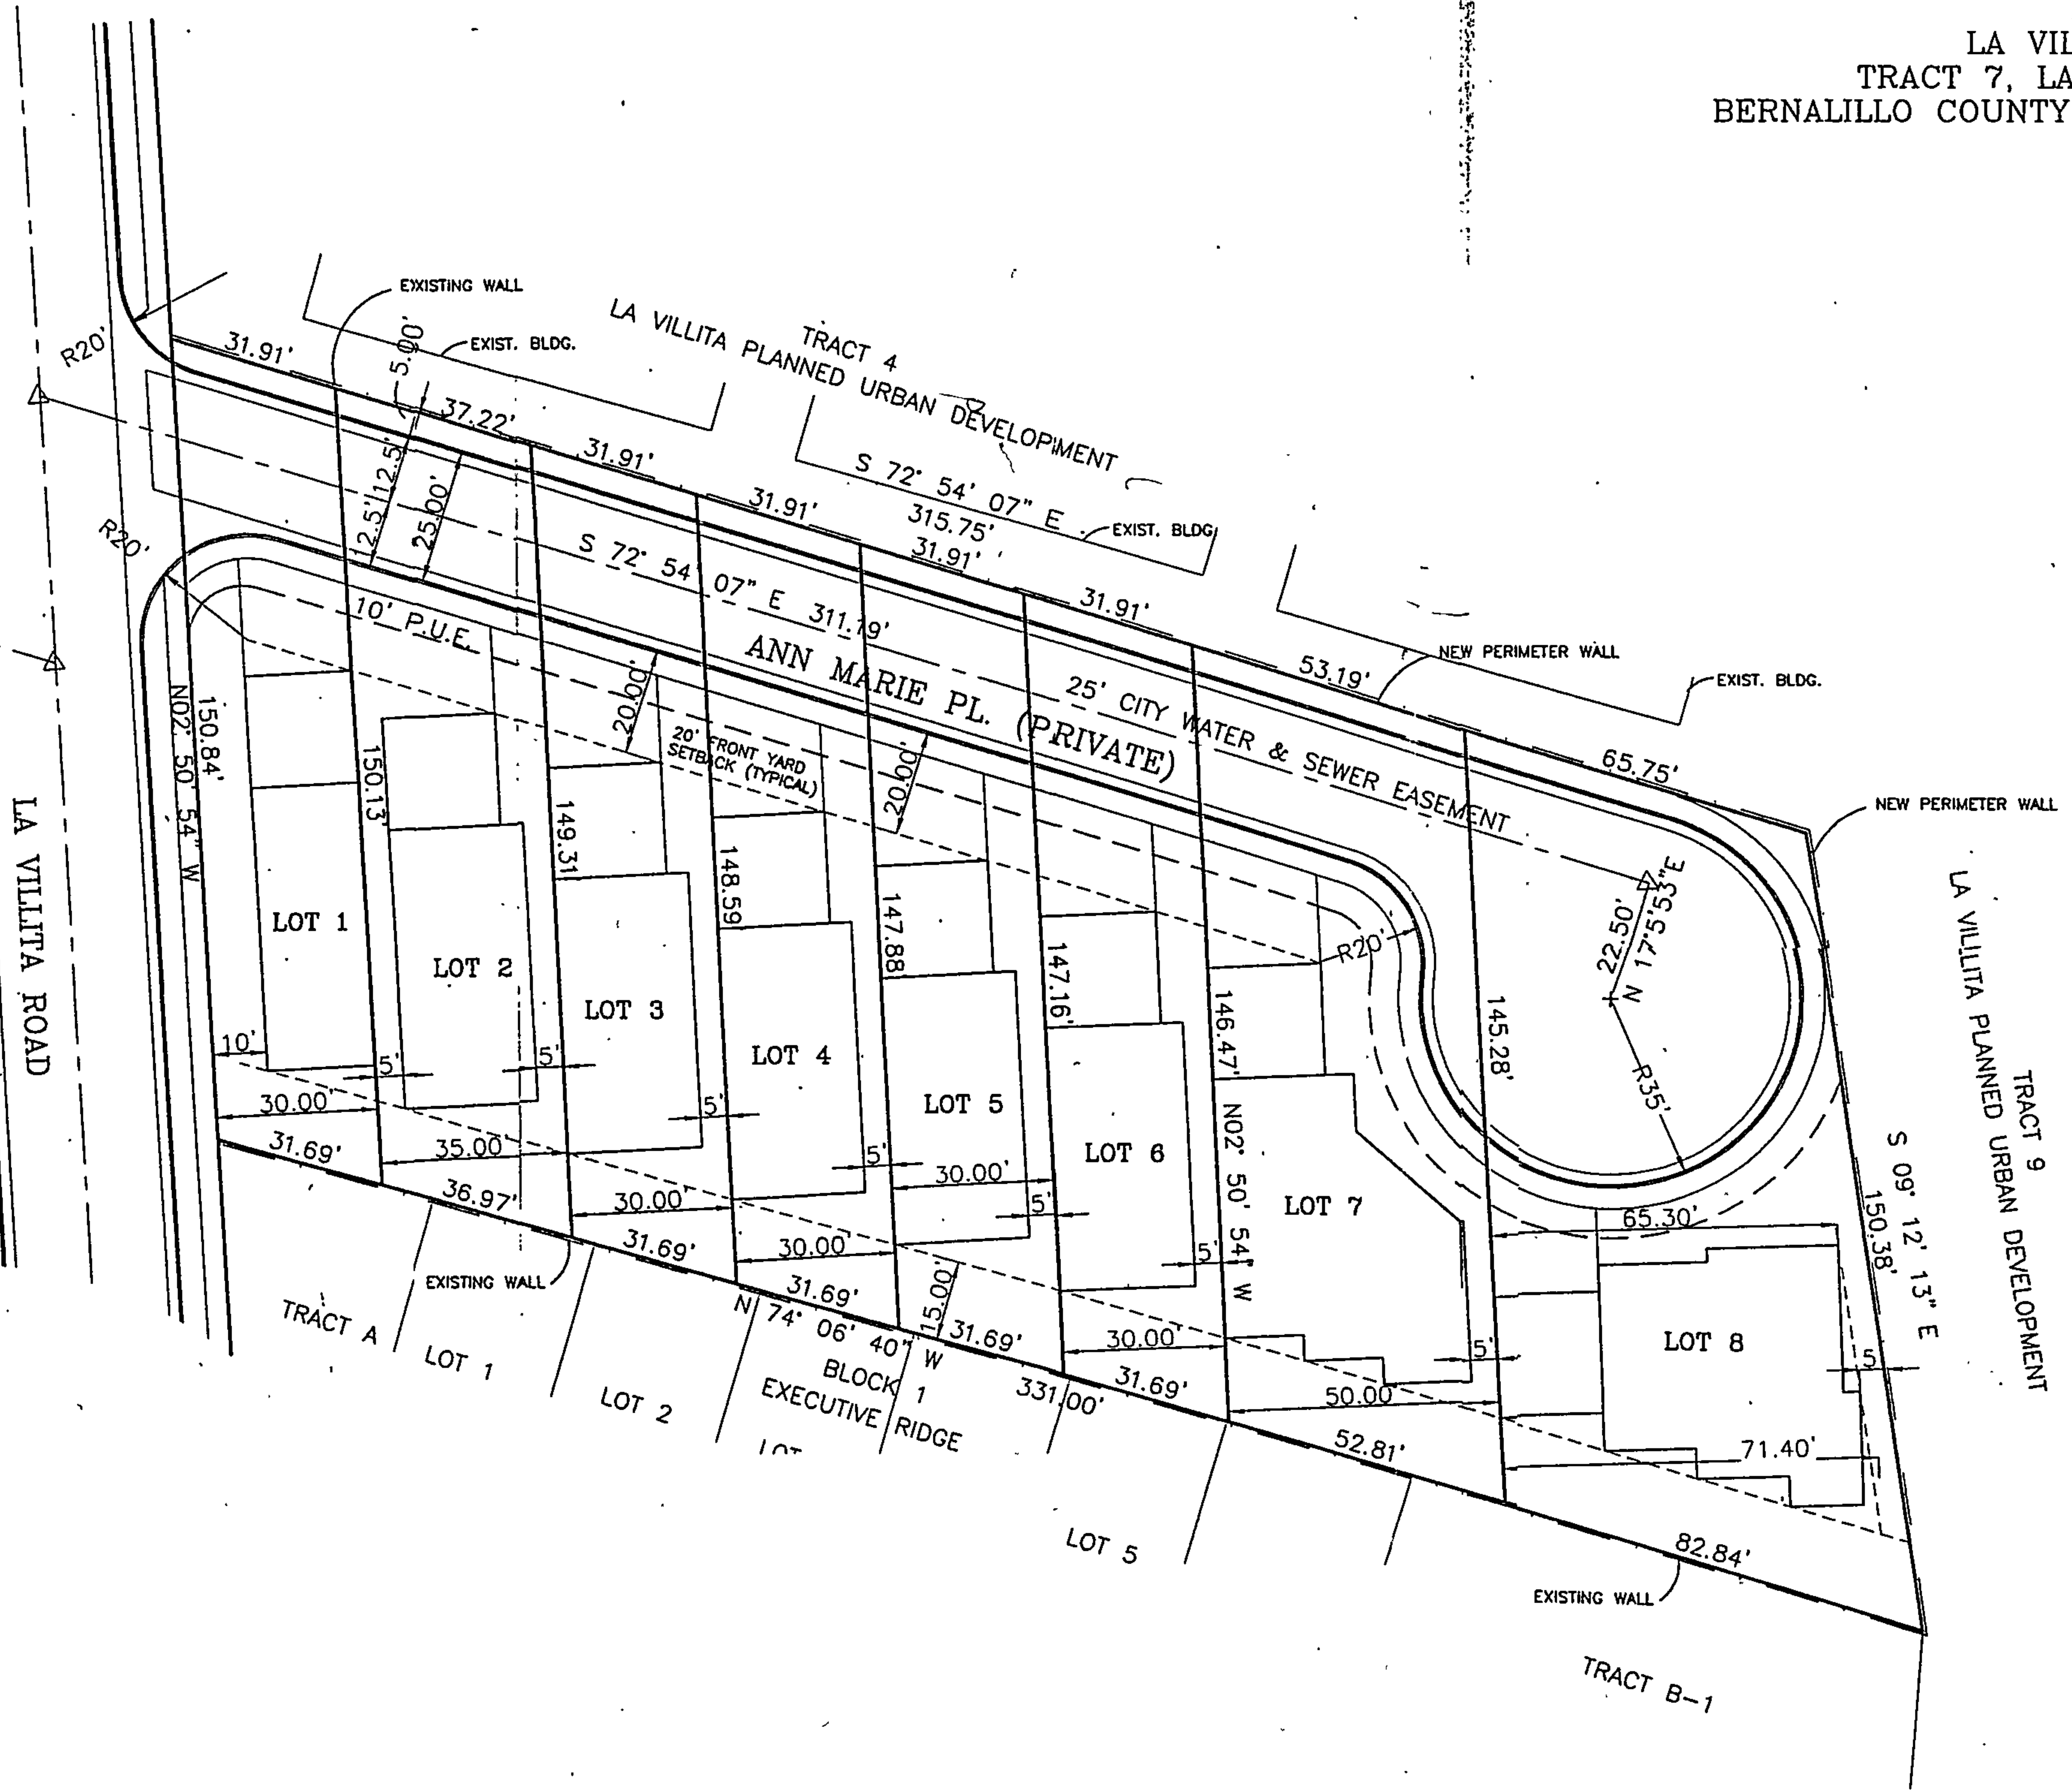 LA VIL
TRACT 7, LA
BERNALILLO COUNTY
EXXISTING WALL
EXIST. BLDG.
LA VILLITA PLANNED URBAN DEVELOPMENT
TRACT 4
S 72° 54' 07" E
315.75'
EXIST. BLDG
R20'
31.91'
5.00'
37.22'
31.91'
31.91'
31.91'
31.91'
53.19'
65.75'
NEW PERIMETER WALL
EXIST. BLDG.
NEW PERIMETER WALL
12.5'
12.5'
25.00'
R20'
S 72° 54' 07" E 311.19'
ANN MARIE PL. (PRIVATE)
25' CITY WATER & SEWER EASEMENT
10' P.U.E.
20.00'
20' FRONT YARD
SETBACK (TYPICAL)
20.00'
R20'
22.50'
N 17°5'53"E
R35'
LA VILLITA ROAD
N02° 50' 54" W
150.84'
150.13'
149.31
148.59
147.88
147.16'
146.47'
N02° 50' 54" W
145.28'
LOT 1
LOT 2
LOT 3
LOT 4
LOT 5
LOT 6
LOT 7
LOT 8
10'
5'
5'
5'
5'
5'
5'
5'
5'
30.00'
35.00'
30.00'
30.00'
30.00'
30.00'
50.00'
65.30'
71.40'
15.00'
31.69'
36.97'
31.69'
31.69'
31.69'
31.69'
52.81'
82.84'
TRACT 9
LA VILLITA PLANNED URBAN DEVELOPMENT
S 09° 12' 13" E
150.38'
EXISTING WALL
N 74° 06' 40" W
331.00'
TRACT A
LOT 1
LOT 2
BLOCK 1
EXECUTIVE RIDGE
LOT
LOT 5
EXISTING WALL
TRACT B-1